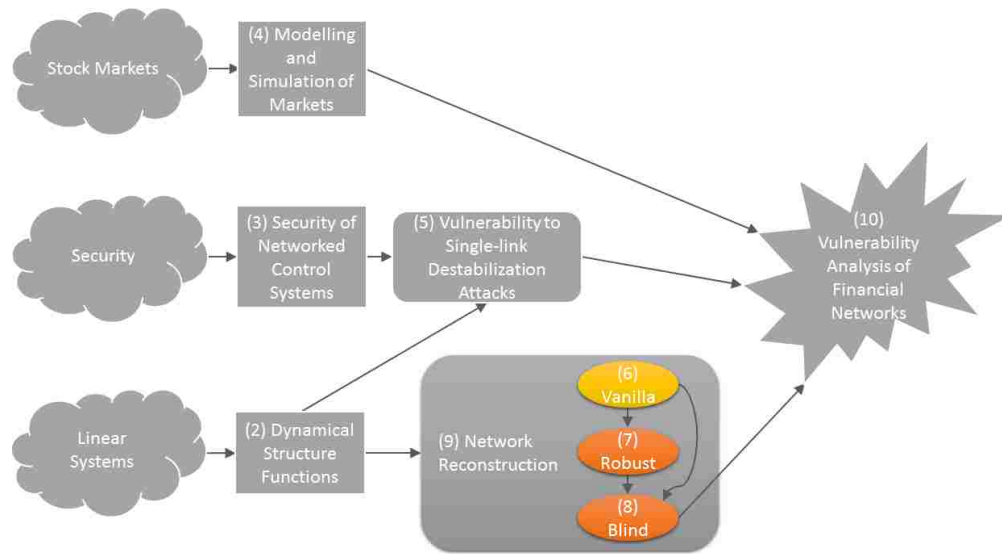 Stock Markets
(4) Modelling
and
Simulation of
Markets
Security
(3) Security of
Networked
Control
Systems
(5) Vulnerability to
Single-link
Destabilization
Attacks
(10)
Vulnerability
Analysis of
Financial
Networks
Linear
Systems
(2) Dynamical
Structure
Functions
(9) Network
Reconstruction
(6)
Vanilla
(7)
Robust
(8)
Blind